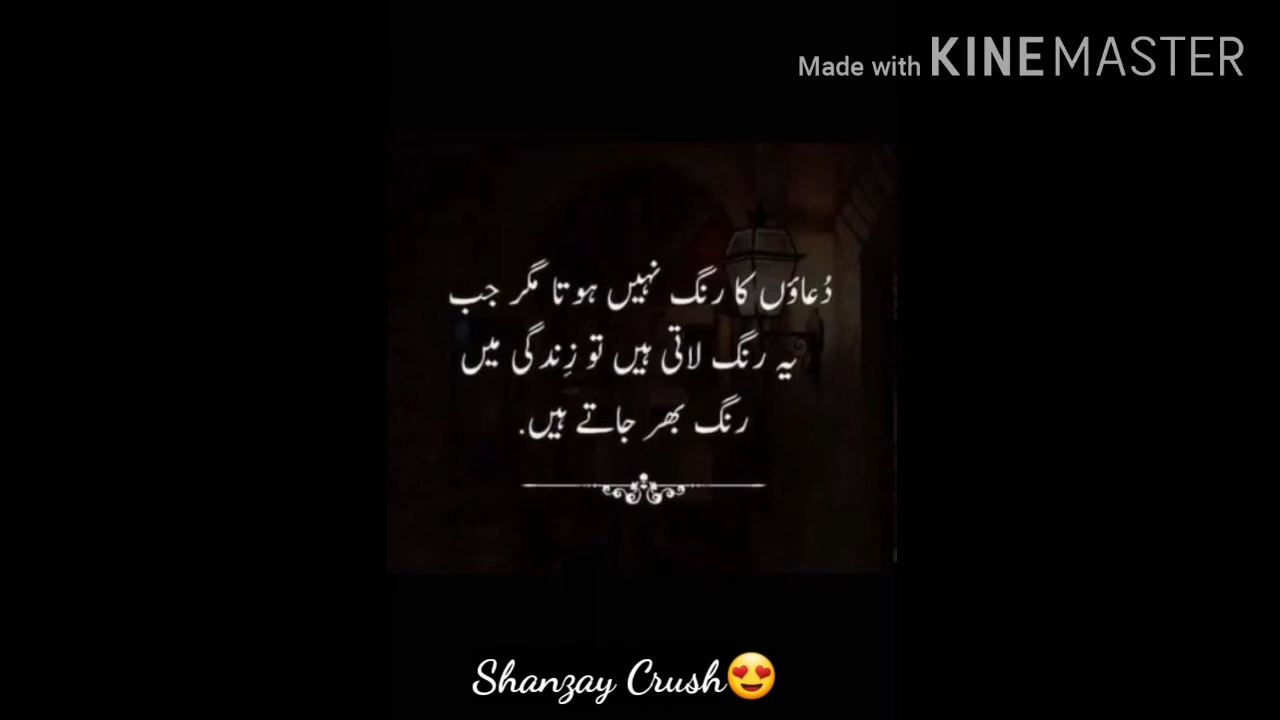 Made with KINEMASTER
دُعاؤں کا رنگ نہیں ہوتا مگر جب
یہ رنگ لاتی ہیں تو زِندگی میں
رنگ بھر جاتے ہیں.
Shanzay Crush😍